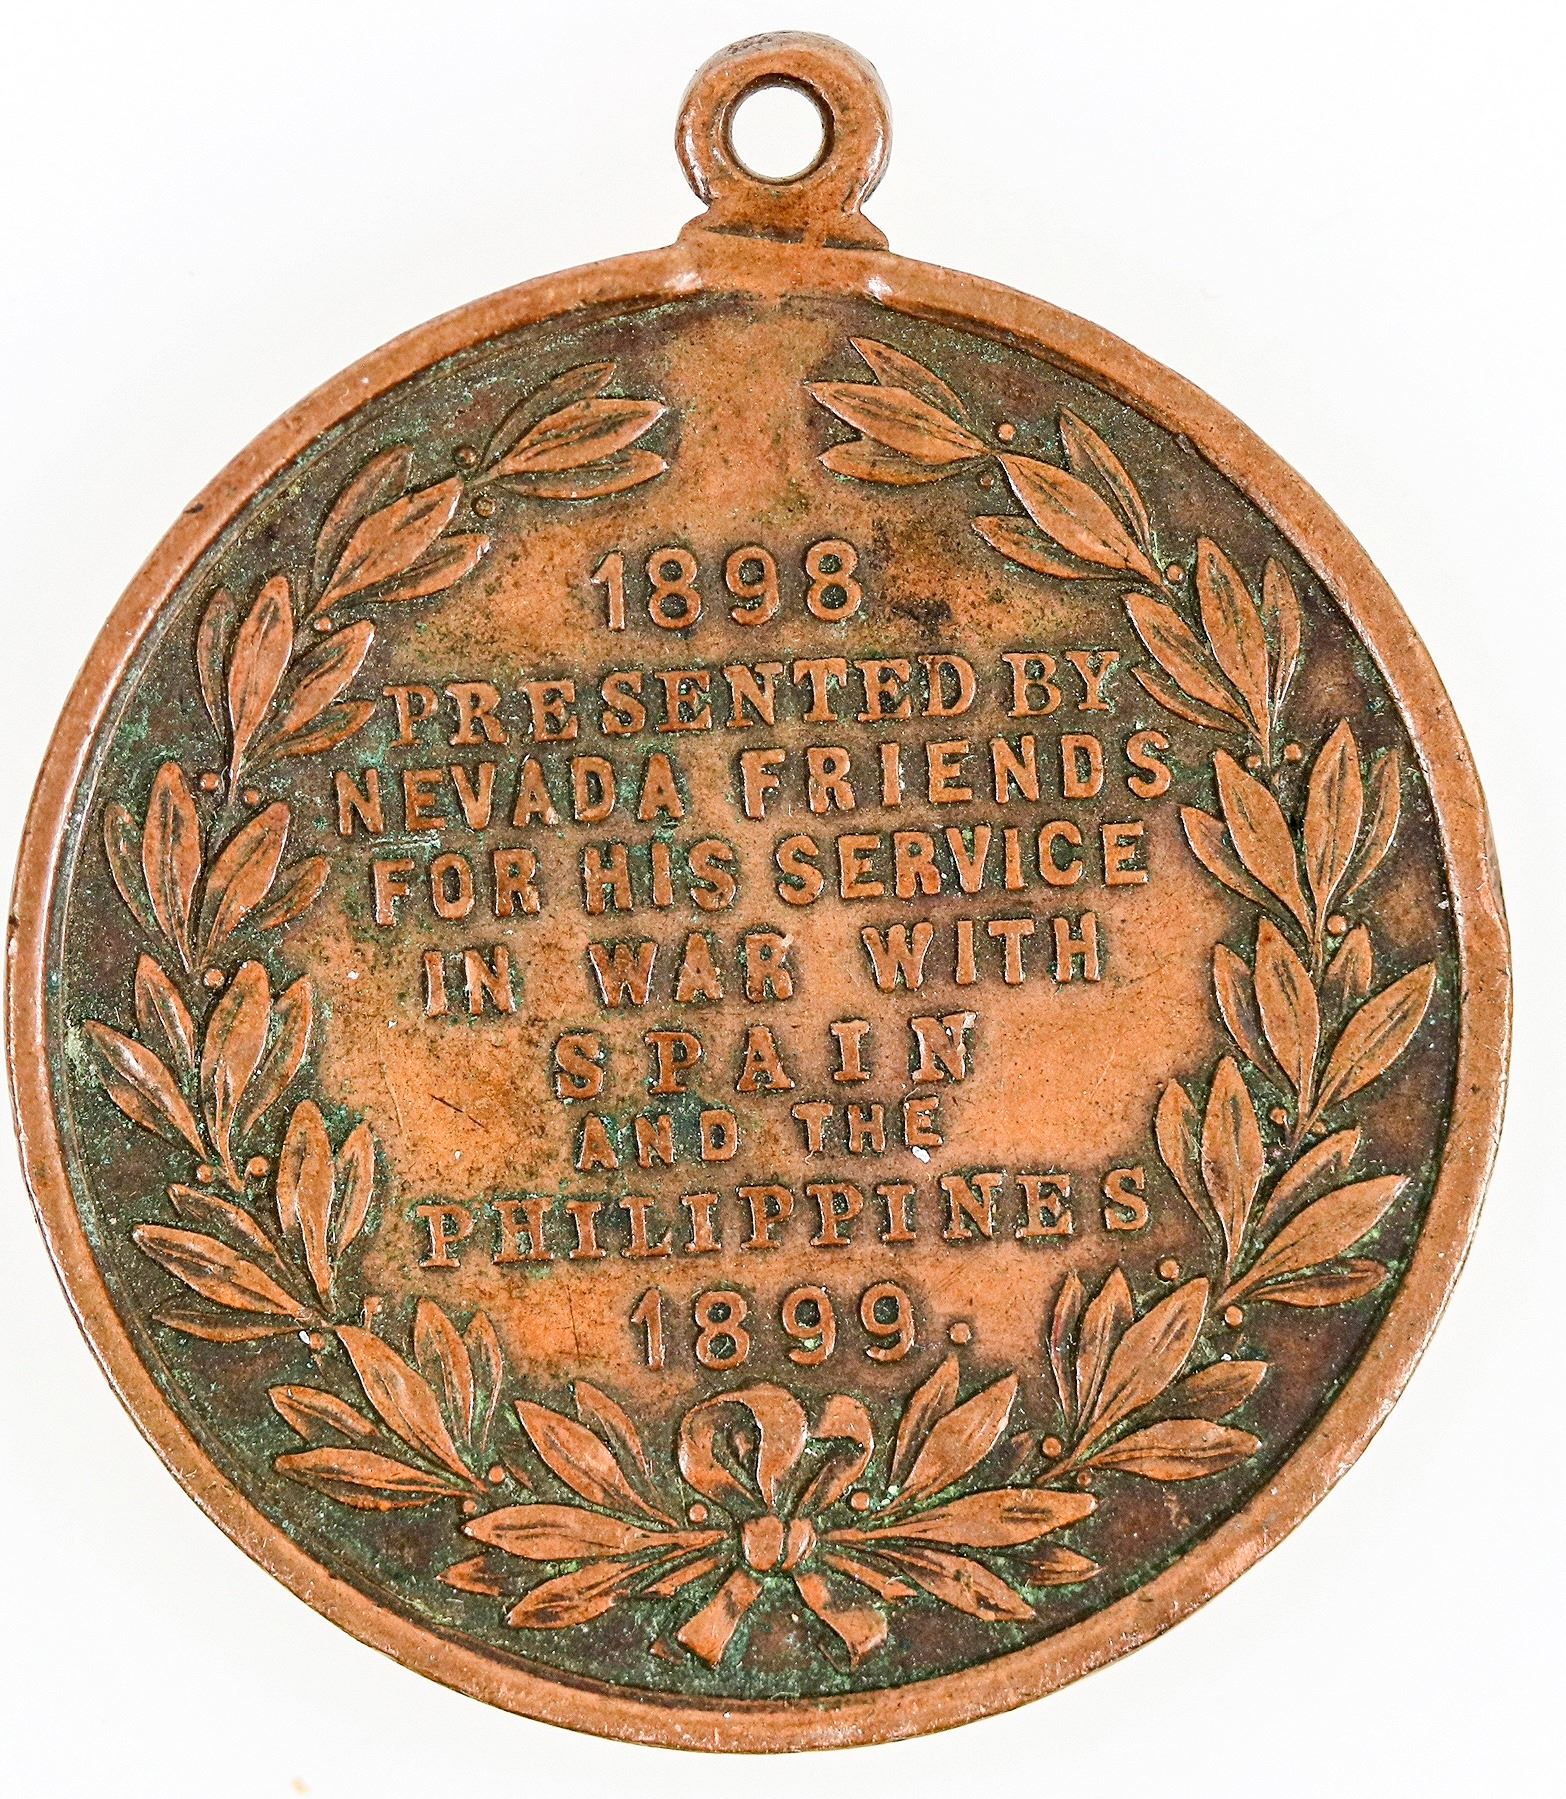 1898
PRESENTED BY
NEVADA FRIENDS
FOR HIS SERVICE
IN WAR WITH
SPAIN
AND THE
PHILIPPINES
1899.